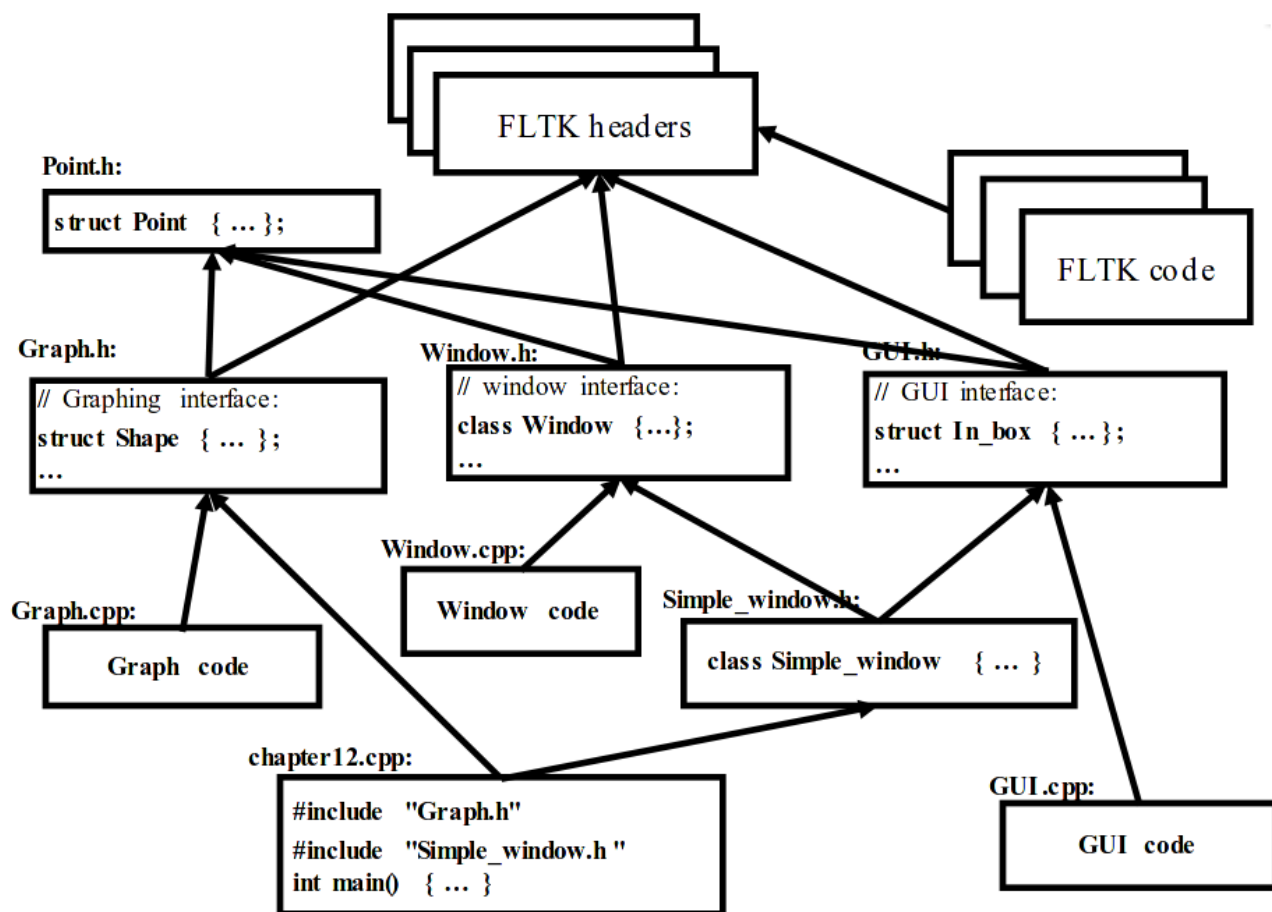 FLTK headers
Point.h:
struct Point { ... };
FLTK code
Graph.h:
// Graphing interface:
struct Shape { ... };
...
Window.h:
// window interface:
class Window {...};
...
GUI.h:
// GUI interface:
struct In_box { ... };
...
Window.cpp:
Window code
Graph.cpp:
Graph code
Simple_window.h:
class Simple_window { ... }
chapter12.cpp:
#include "Graph.h"
#include "Simple_window.h"
int main() { ... }
GUI.cpp:
GUI code